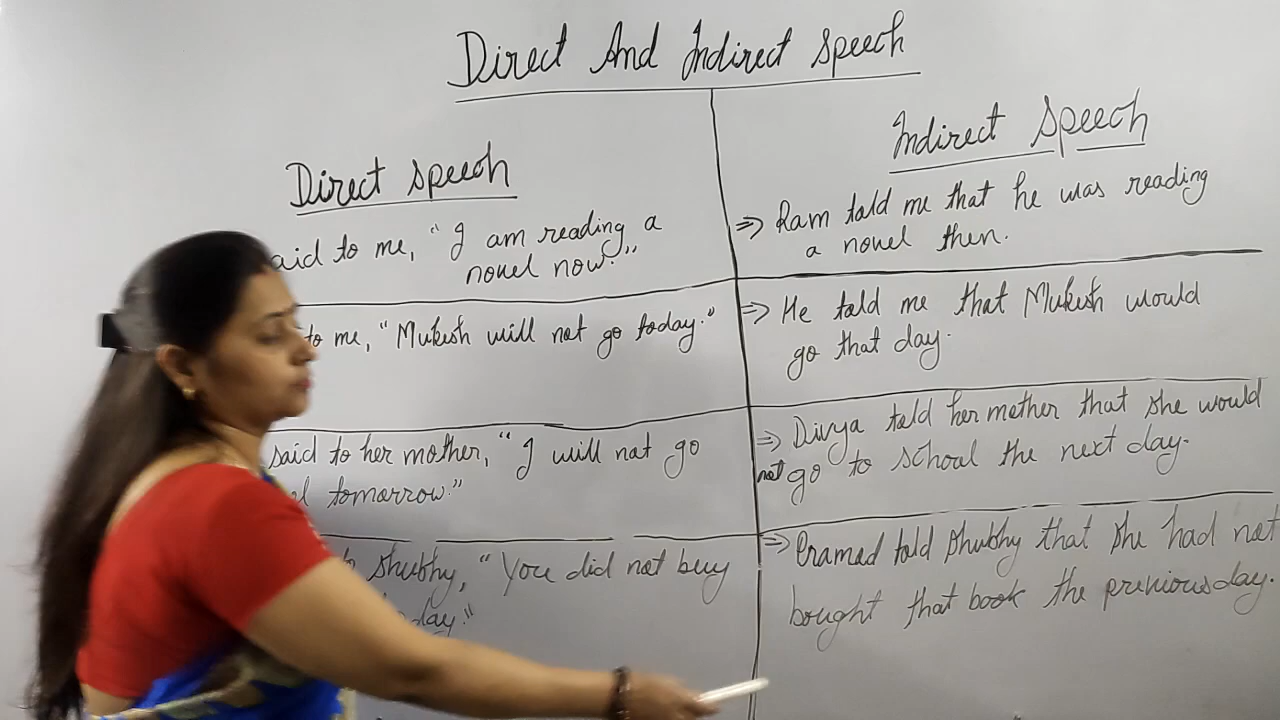 Direct And Indirect Speech
Direct Speech
aid to me, "I am reading a
novel now."
to me, "Mukesh will not go today."
said to her mother, "I will not go
tomorrow."
Shubhy, "You did not buy
day."
Indirect Speech
⇒ Ram told me that he was reading
a novel then.
⇒ He told me that Mukesh would
go that day.
⇒ Divya told her mother that she would
not go to school the next day.
⇒ Pramod told Shubhy that she had not
bought that book the previous day.